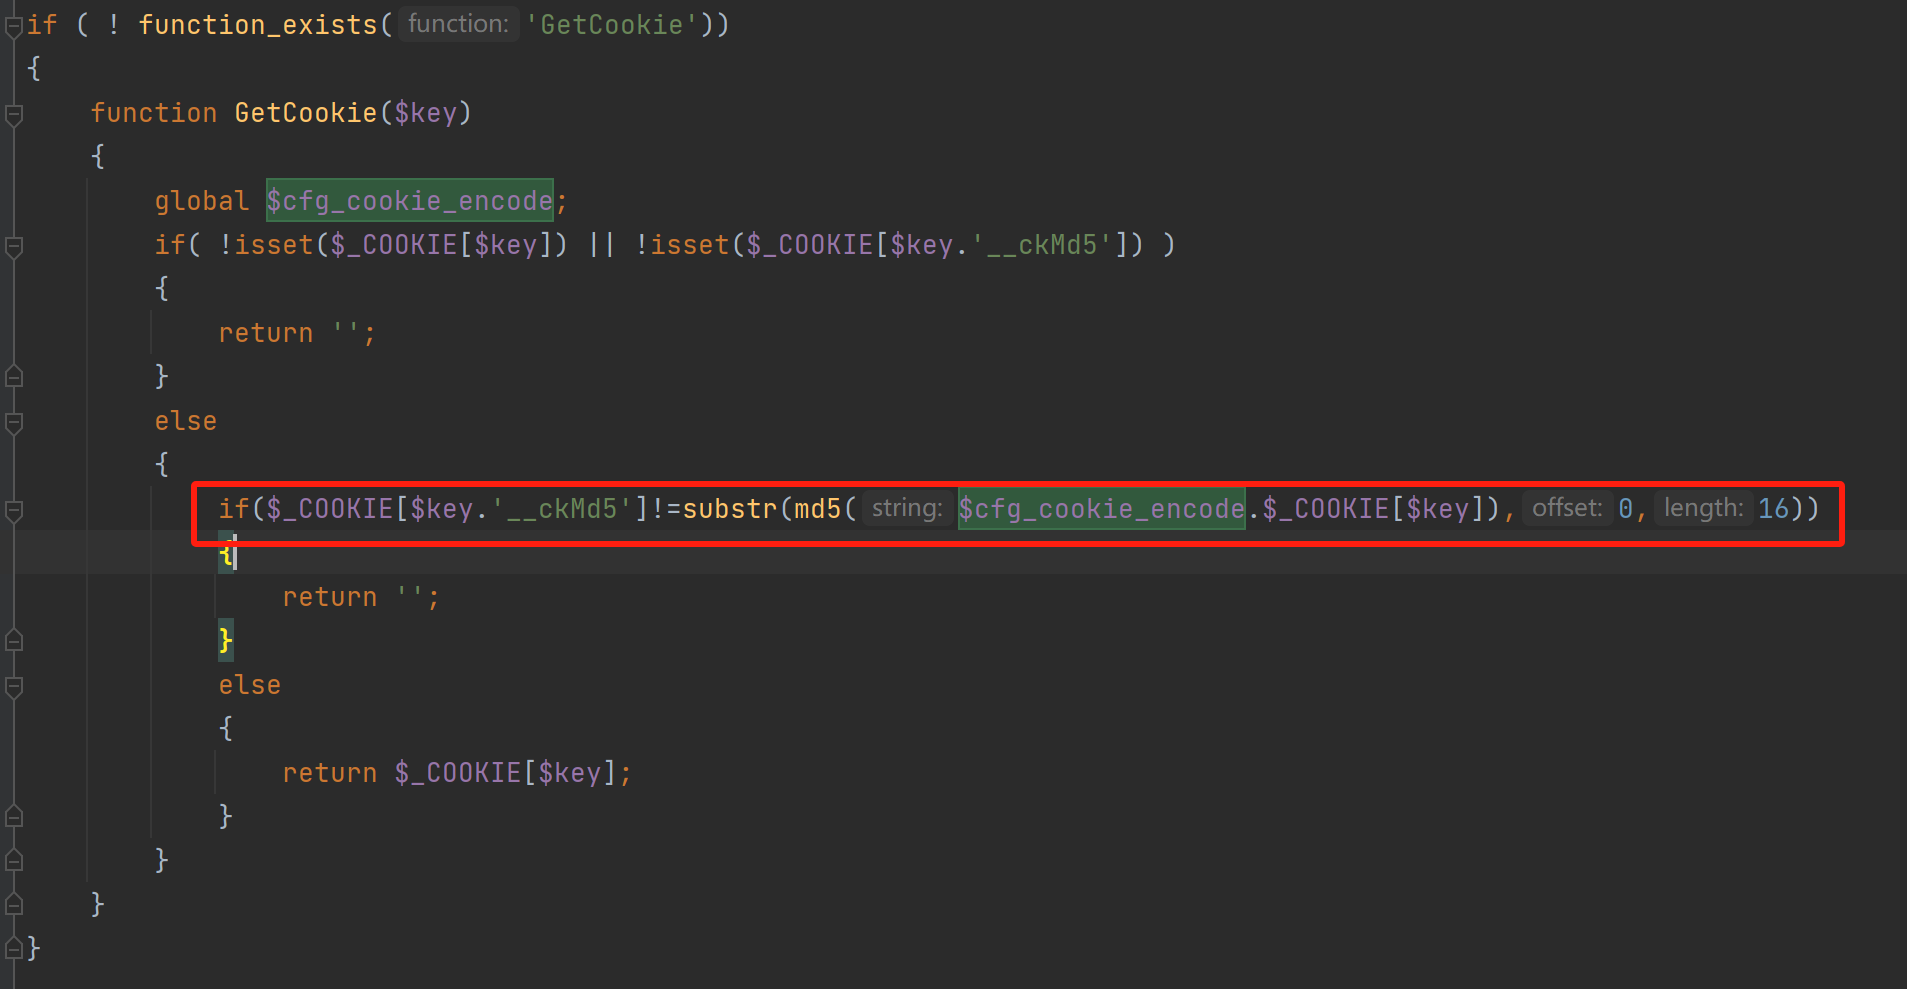 if ( ! function_exists( function: 'GetCookie'))
{
    function GetCookie($key)
    {
        global $cfg_cookie_encode;
        if( !isset($_COOKIE[$key]) || !isset($_COOKIE[$key.'__ckMd5']) )
        {
            return '';
        }
        else
        {
            if($_COOKIE[$key.'__ckMd5']!=substr(md5( string: $cfg_cookie_encode.$_COOKIE[$key]), offset: 0, length: 16))
            {
                return '';
            }
            else
            {
                return $_COOKIE[$key];
            }
        }
    }
}